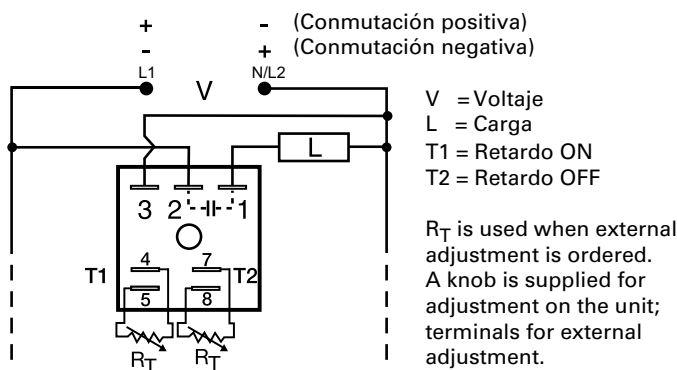 + - (Conmutación positiva)
- + (Conmutación negativa)
L1 V N/L2
V = Voltaje
L = Carga
T1 = Retardo ON
T2 = Retardo OFF
L
3 2 1
4 7
T1 T2
5 8
RT RT
RT is used when external
adjustment is ordered.
A knob is supplied for
adjustment on the unit;
terminals for external
adjustment.